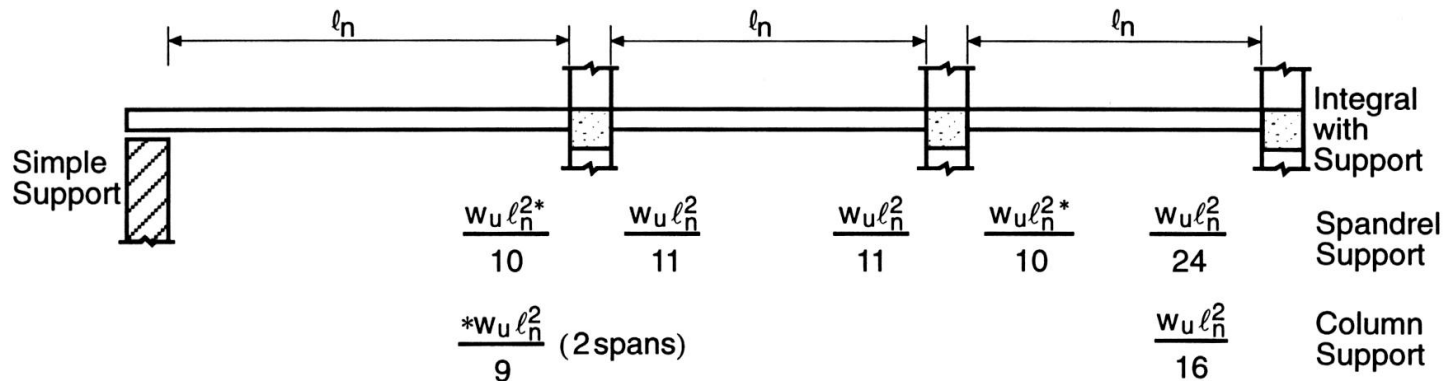 ℓn ℓn ℓn
Integral
with
Support
Simple
Support
wuℓn²* / 10 wuℓn² / 11 wuℓn² / 11 wuℓn²* / 10 wuℓn² / 24
Spandrel
Support
*wuℓn² / 9 (2 spans) wuℓn² / 16
Column
Support